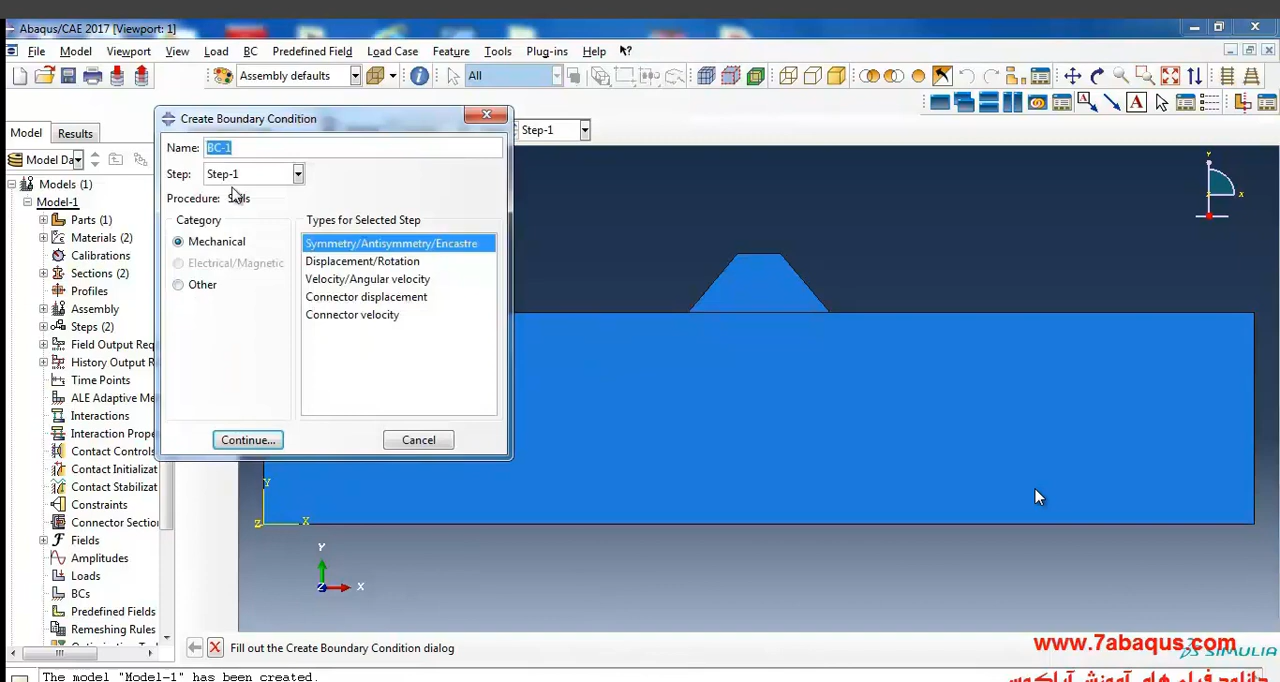 Abaqus/CAE 2017 [Viewport: 1]
File Model Viewport View Load BC Predefined Field Load Case Feature Tools Plug-ins Help
Assembly defaults All
Create Boundary Condition
Model Results
Step-1
Name: BC-1
Model Da
Step: Step-1
Models (1)
Procedure:
Model-1
Category Types for Selected Step
Parts (1)
Materials (2)
Mechanical Symmetry/Antisymmetry/Encastre
Calibrations
Electrical/Magnetic Displacement/Rotation
Sections (2)
Other Velocity/Angular velocity
Profiles
Connector displacement
Assembly
Connector velocity
Steps (2)
Field Output Req
History Output R
Time Points
ALE Adaptive Me
Interactions
Interaction Prope
Continue... Cancel
Contact Controls
Contact Initializat
Contact Stabilizat
Constraints
Connector Section
Fields
Amplitudes
Loads
BCs
Predefined Fields
Remeshing Rules
Y
X
Z
Y
X
Z
Y
X
Fill out the Create Boundary Condition dialog
www.7abaqus.com
SIMULIA
The model "Model-1" has been created.